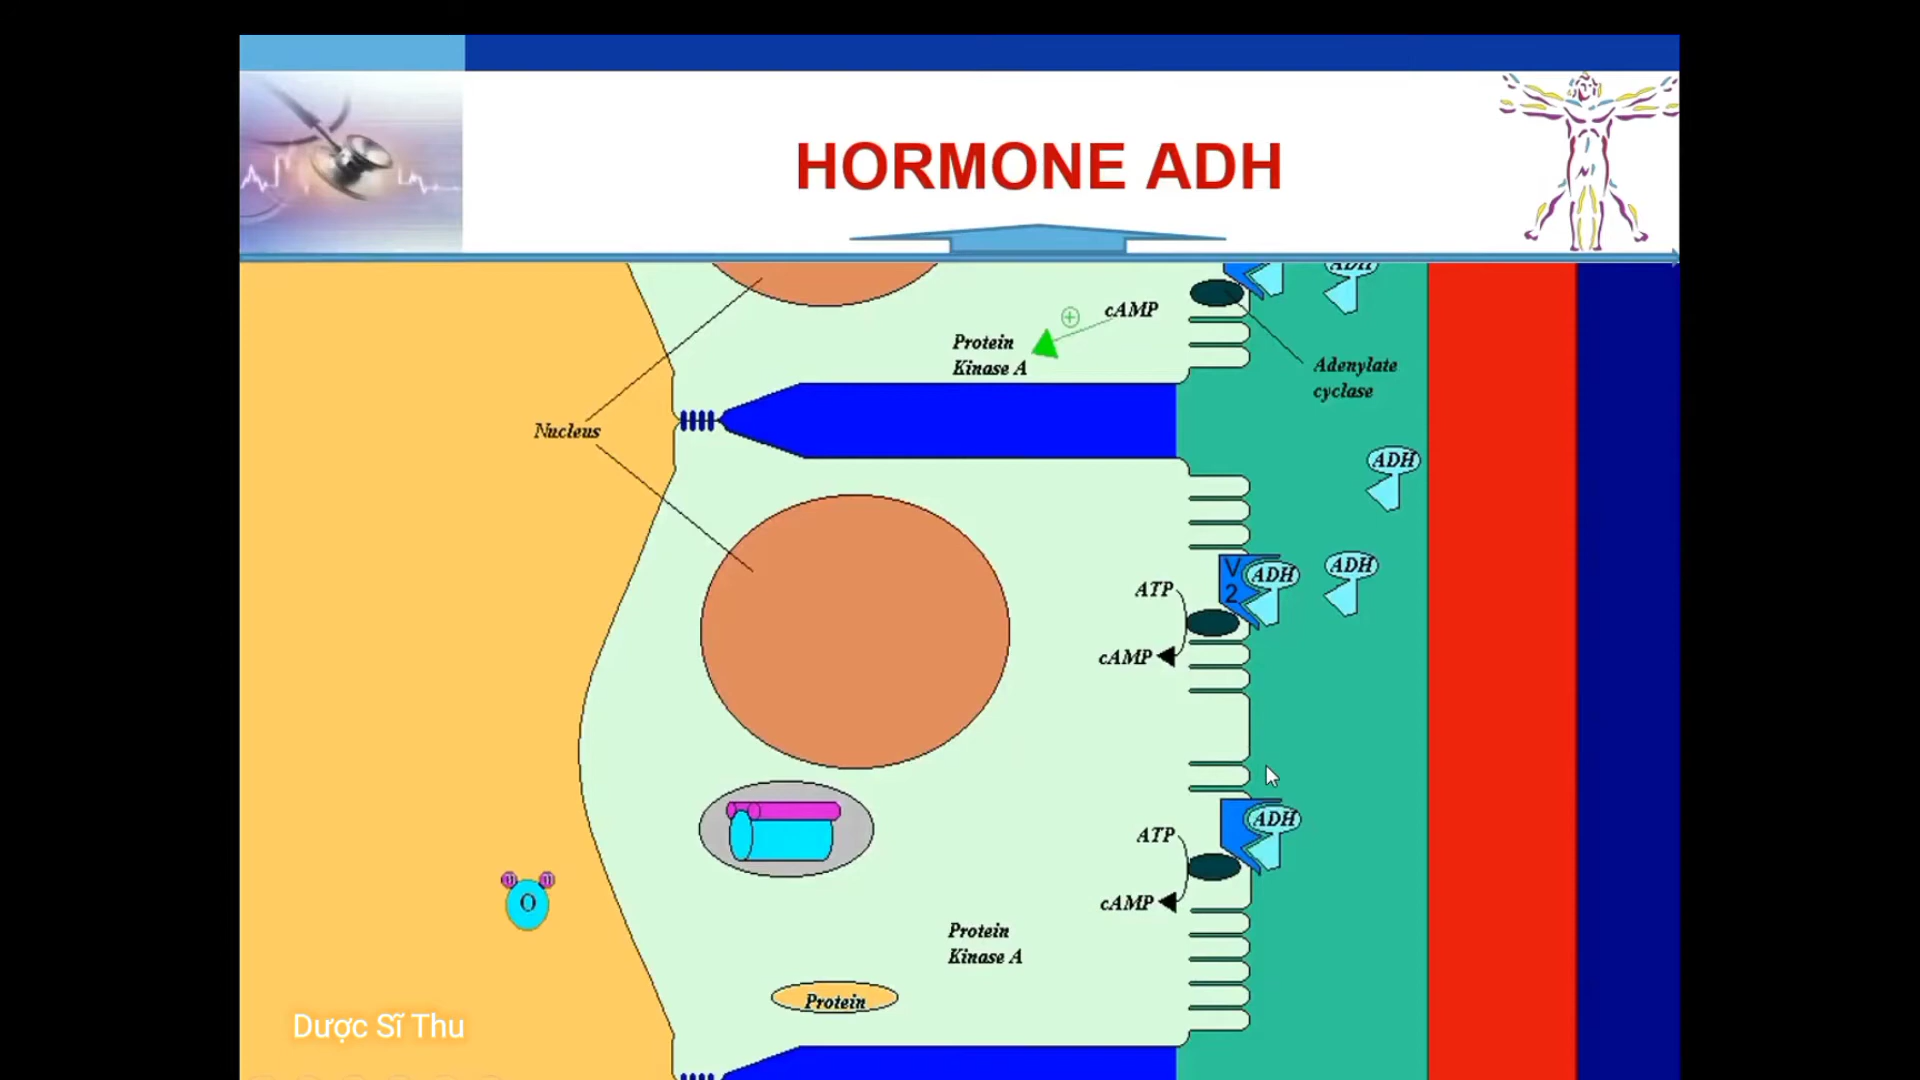 HORMONE ADH
ADH
cAMP
Protein
Kinase A
Adenylate
cyclase
Nucleus
ADH
V
2
ADH
ADH
ATP
cAMP
ADH
ATP
cAMP
O
Protein
Kinase A
Protein
Dược Sĩ Thu